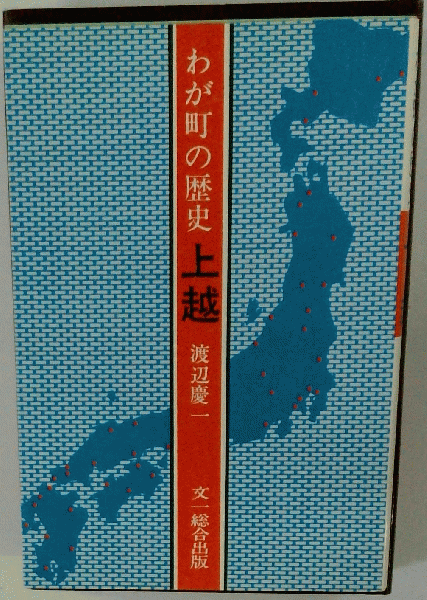 わが町の歴史 上越
渡辺慶一
文一総合出版